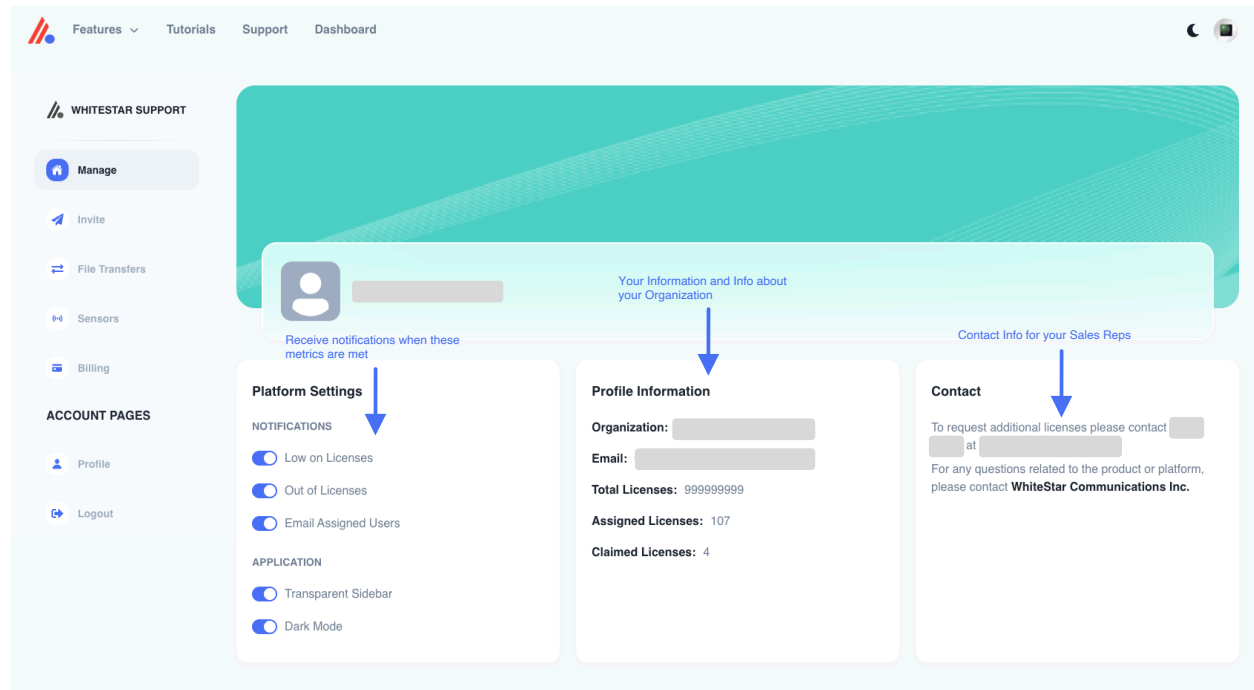 Features
Tutorials
Support
Dashboard
WHITESTAR SUPPORT
Manage
Invite
File Transfers
Sensors
Billing
ACCOUNT PAGES
Profile
Logout
Your Information and Info about
your Organization
Receive notifications when these
metrics are met
Contact Info for your Sales Reps
Platform Settings
NOTIFICATIONS
Low on Licenses
Out of Licenses
Email Assigned Users
APPLICATION
Transparent Sidebar
Dark Mode
Profile Information
Organization:
Email:
Total Licenses: 999999999
Assigned Licenses: 107
Claimed Licenses: 4
Contact
To request additional licenses please contact
at
For any questions related to the product or platform,
please contact WhiteStar Communications Inc.